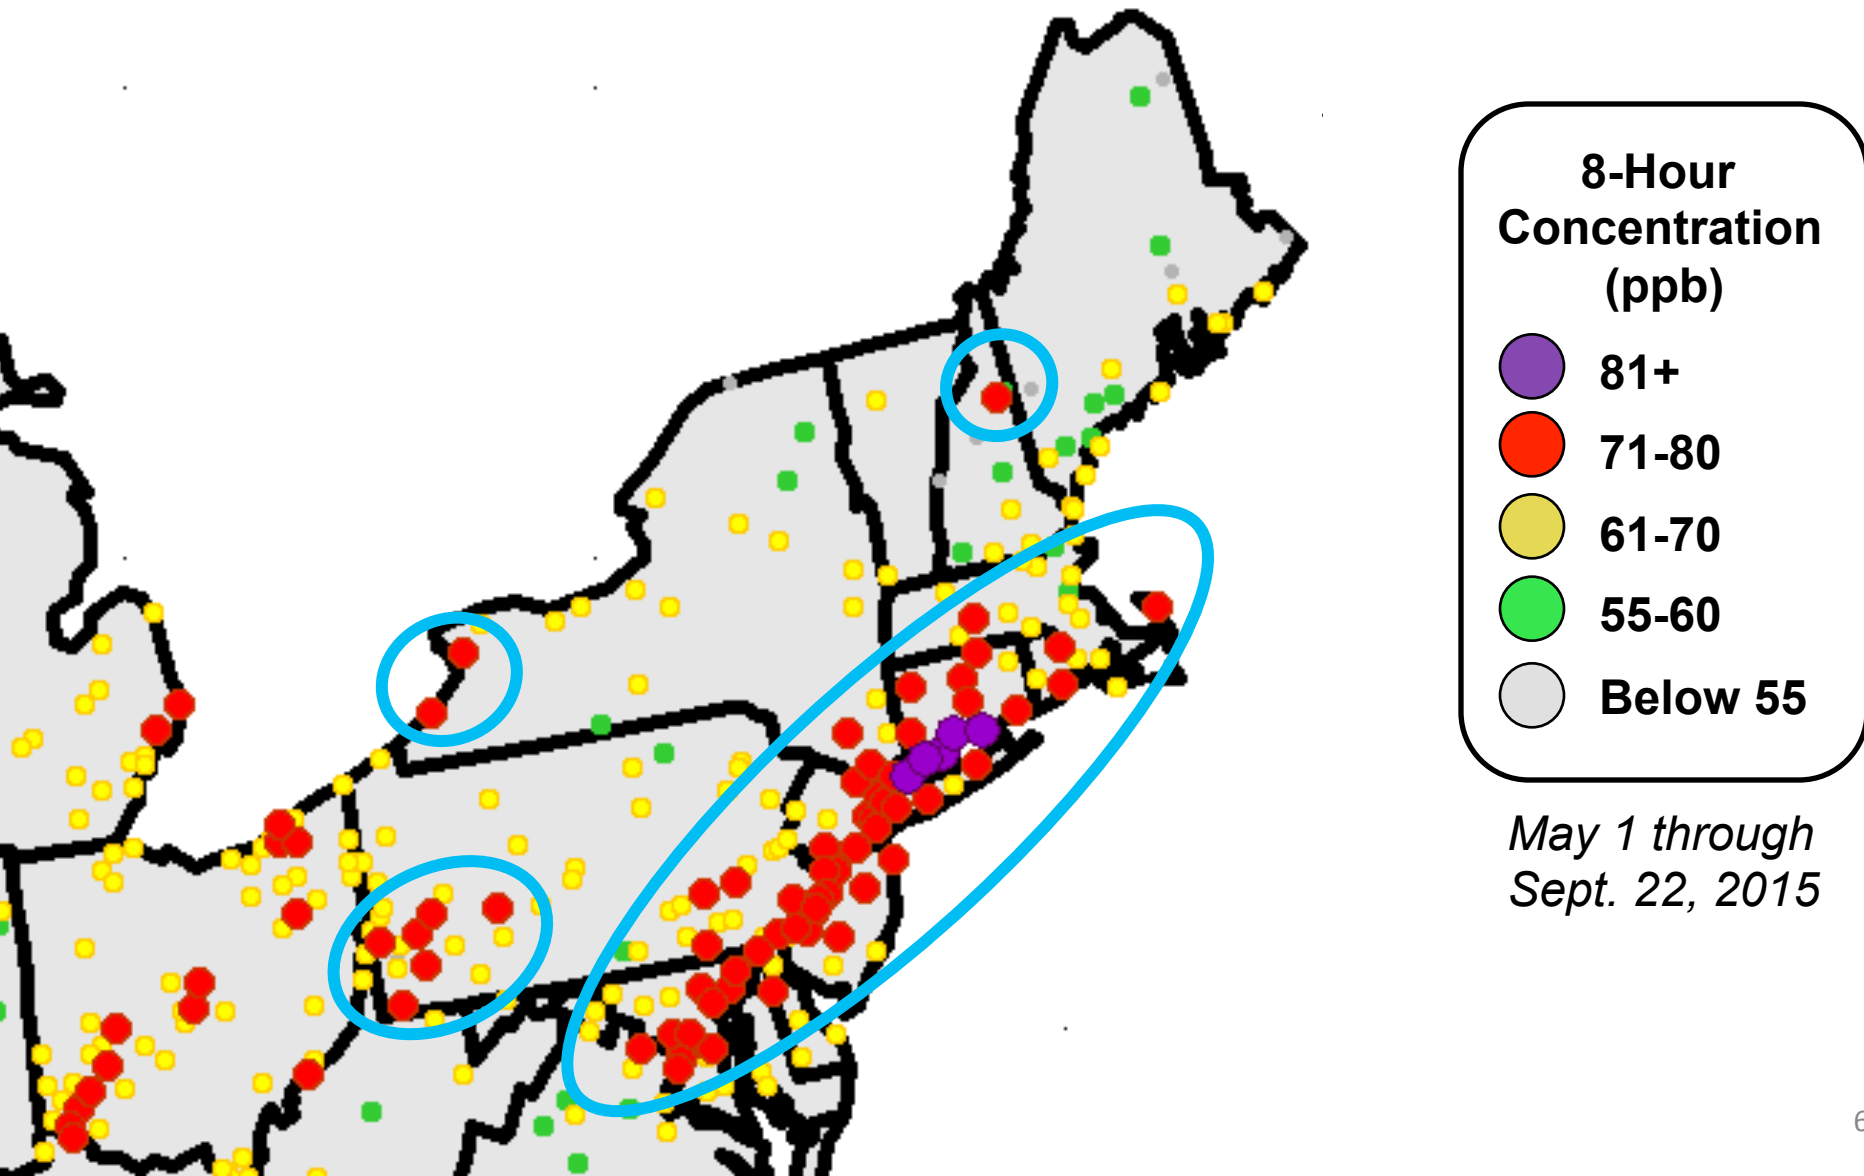 8-Hour
Concentration
(ppb)
81+
71-80
61-70
55-60
Below 55
May 1 through
Sept. 22, 2015
6